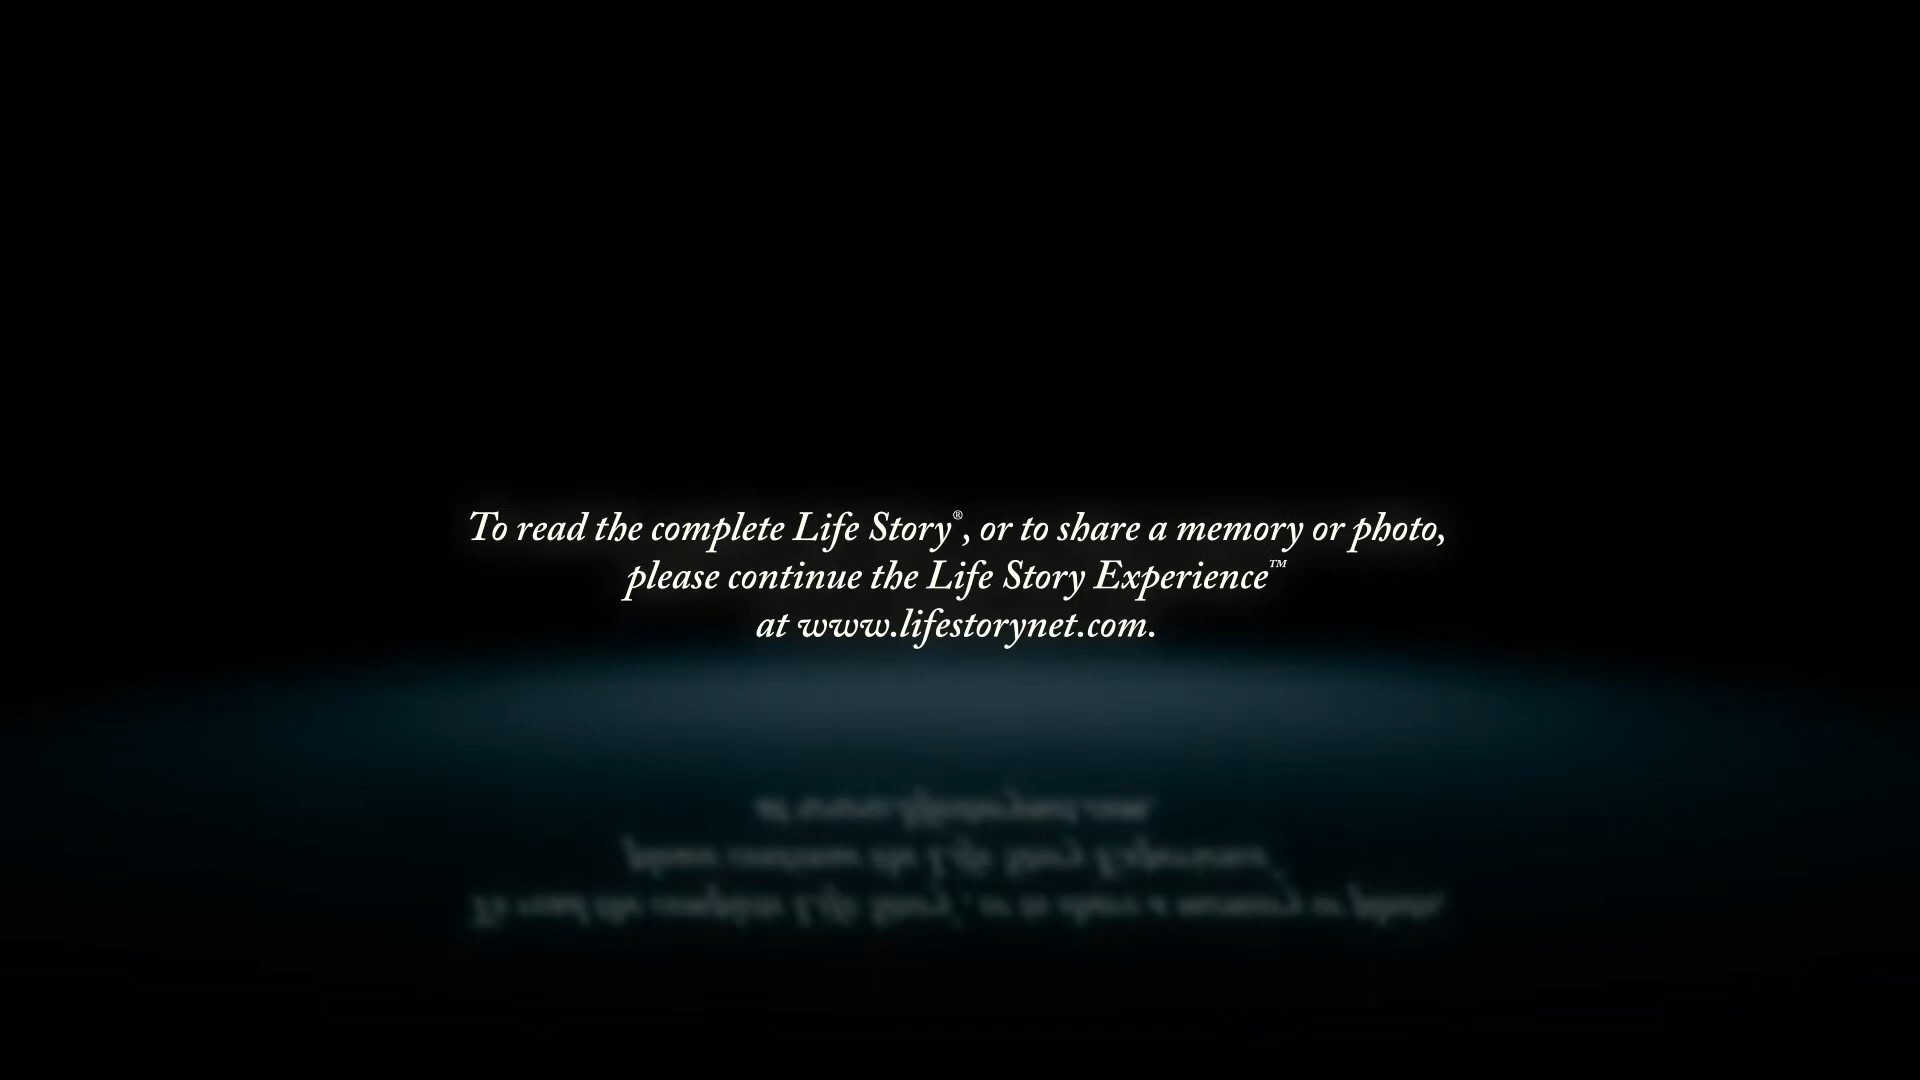 To read the complete Life Story®, or to share a memory or photo,
please continue the Life Story Experience™
at www.lifestorynet.com.